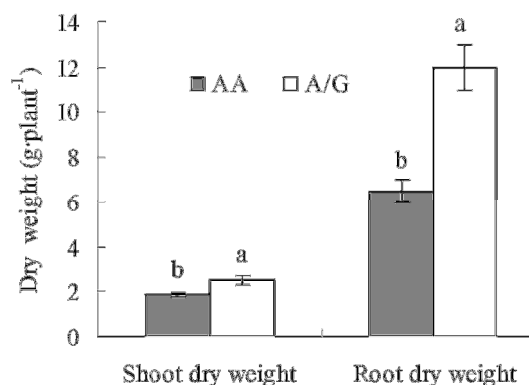 14
12
10
8
6
4
2
0
Dry weight (g·plant⁻¹)
AA
A/G
b
a
b
a
Shoot dry weight
Root dry weight